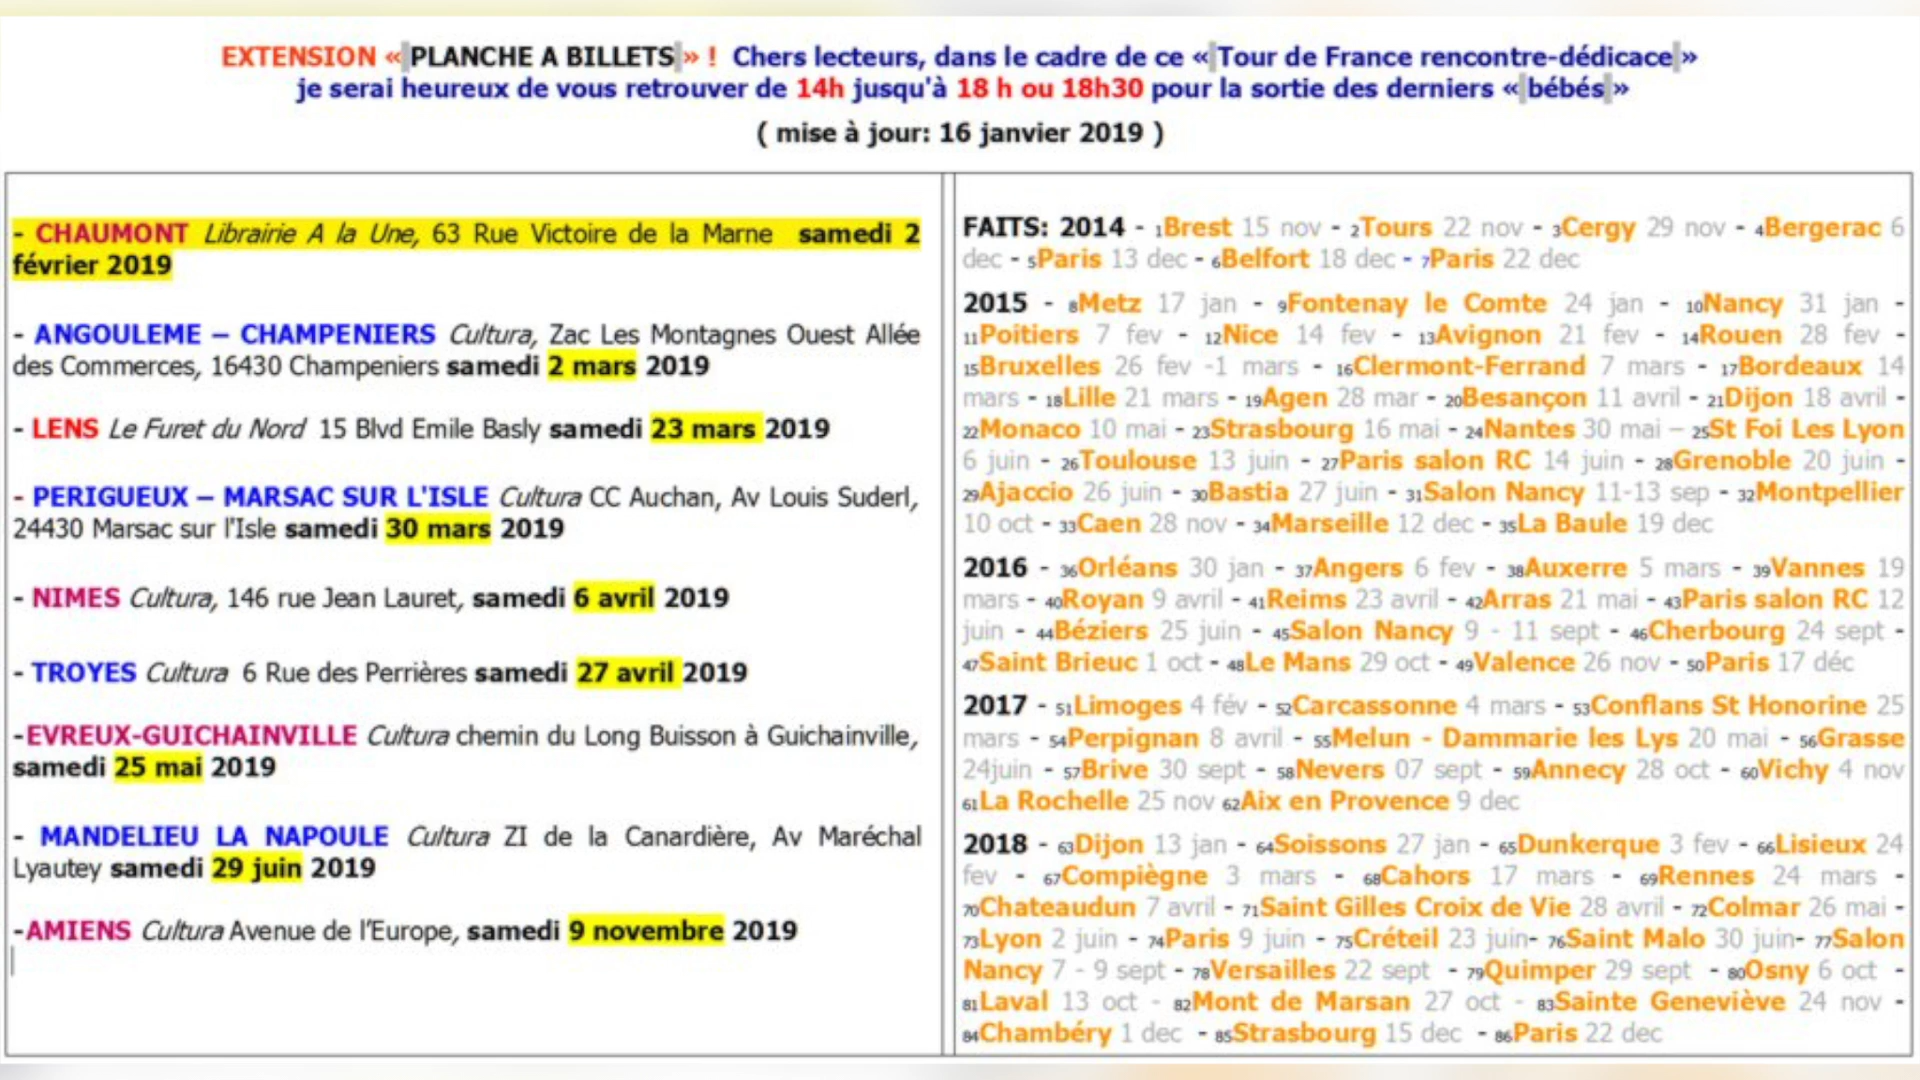 EXTENSION « PLANCHE A BILLETS » ! Chers lecteurs, dans le cadre de ce « Tour de France rencontre-dédicace »
je serai heureux de vous retrouver de 14h jusqu'à 18 h ou 18h30 pour la sortie des derniers « bébés »
( mise à jour: 16 janvier 2019 )
- CHAUMONT Librairie A la Une, 63 Rue Victoire de la Marne samedi 2
février 2019
- ANGOULEME – CHAMPENIERS Cultura, Zac Les Montagnes Ouest Allée
des Commerces, 16430 Champeniers samedi 2 mars 2019
- LENS Le Furet du Nord 15 Blvd Emile Basly samedi 23 mars 2019
- PERIGUEUX – MARSAC SUR L'ISLE Cultura CC Auchan, Av Louis Suderl,
24430 Marsac sur l'Isle samedi 30 mars 2019
- NIMES Cultura, 146 rue Jean Lauret, samedi 6 avril 2019
- TROYES Cultura 6 Rue des Perrières samedi 27 avril 2019
-EVREUX-GUICHAINVILLE Cultura chemin du Long Buisson à Guichainville,
samedi 25 mai 2019
- MANDELIEU LA NAPOULE Cultura ZI de la Canardière, Av Maréchal
Lyautey samedi 29 juin 2019
-AMIENS Cultura Avenue de l'Europe, samedi 9 novembre 2019
FAITS: 2014 - 1Brest 15 nov - 2Tours 22 nov - 3Cergy 29 nov - 4Bergerac 6
dec - 5Paris 13 dec - 6Belfort 18 dec - 7Paris 22 dec
2015 - 8Metz 17 jan - 9Fontenay le Comte 24 jan - 10Nancy 31 jan -
11Poitiers 7 fev - 12Nice 14 fev - 13Avignon 21 fev - 14Rouen 28 fev -
15Bruxelles 26 fev -1 mars - 16Clermont-Ferrand 7 mars - 17Bordeaux 14
mars - 18Lille 21 mars - 19Agen 28 mar - 20Besançon 11 avril - 21Dijon 18 avril -
22Monaco 10 mai - 23Strasbourg 16 mai - 24Nantes 30 mai – 25St Foi Les Lyon
6 juin - 26Toulouse 13 juin - 27Paris salon RC 14 juin - 28Grenoble 20 juin -
29Ajaccio 26 juin - 30Bastia 27 juin - 31Salon Nancy 11-13 sep - 32Montpellier
10 oct - 33Caen 28 nov - 34Marseille 12 dec - 35La Baule 19 dec
2016 - 36Orléans 30 jan - 37Angers 6 fev - 38Auxerre 5 mars - 39Vannes 19
mars - 40Royan 9 avril - 41Reims 23 avril - 42Arras 21 mai - 43Paris salon RC 12
juin - 44Béziers 25 juin - 45Salon Nancy 9 - 11 sept - 46Cherbourg 24 sept -
47Saint Brieuc 1 oct - 48Le Mans 29 oct - 49Valence 26 nov - 50Paris 17 déc
2017 - 51Limoges 4 fév - 52Carcassonne 4 mars - 53Conflans St Honorine 25
mars - 54Perpignan 8 avril - 55Melun - Dammarie les Lys 20 mai - 56Grasse
24juin - 57Brive 30 sept - 58Nevers 07 sept - 59Annecy 28 oct - 60Vichy 4 nov
61La Rochelle 25 nov 62Aix en Provence 9 dec
2018 - 63Dijon 13 jan - 64Soissons 27 jan - 65Dunkerque 3 fev - 66Lisieux 24
fev - 67Compiègne 3 mars - 68Cahors 17 mars - 69Rennes 24 mars -
70Chateaudun 7 avril - 71Saint Gilles Croix de Vie 28 avril - 72Colmar 26 mai -
73Lyon 2 juin - 74Paris 9 juin - 75Créteil 23 juin- 76Saint Malo 30 juin- 77Salon
Nancy 7 - 9 sept - 78Versailles 22 sept - 79Quimper 29 sept - 80Osny 6 oct -
81Laval 13 oct - 82Mont de Marsan 27 oct - 83Sainte Geneviève 24 nov -
84Chambéry 1 dec - 85Strasbourg 15 dec - 86Paris 22 dec